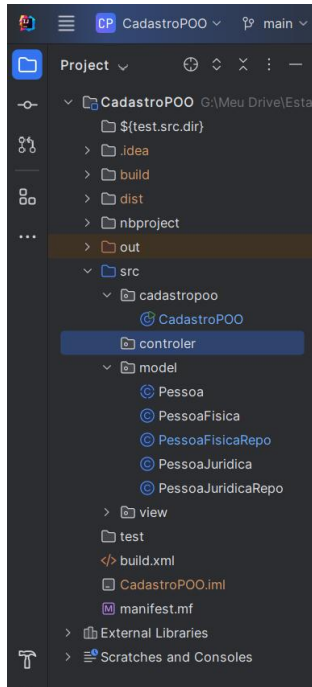 CP CadastroPOO main
Project
CadastroPOO G:\Meu Drive\Esta
${test.src.dir}
.idea
build
dist
nbproject
out
src
cadastropoo
CadastroPOO
controler
model
Pessoa
PessoaFisica
PessoaFisicaRepo
PessoaJuridica
PessoaJuridicaRepo
view
test
build.xml
CadastroPOO.iml
manifest.mf
External Libraries
Scratches and Consoles